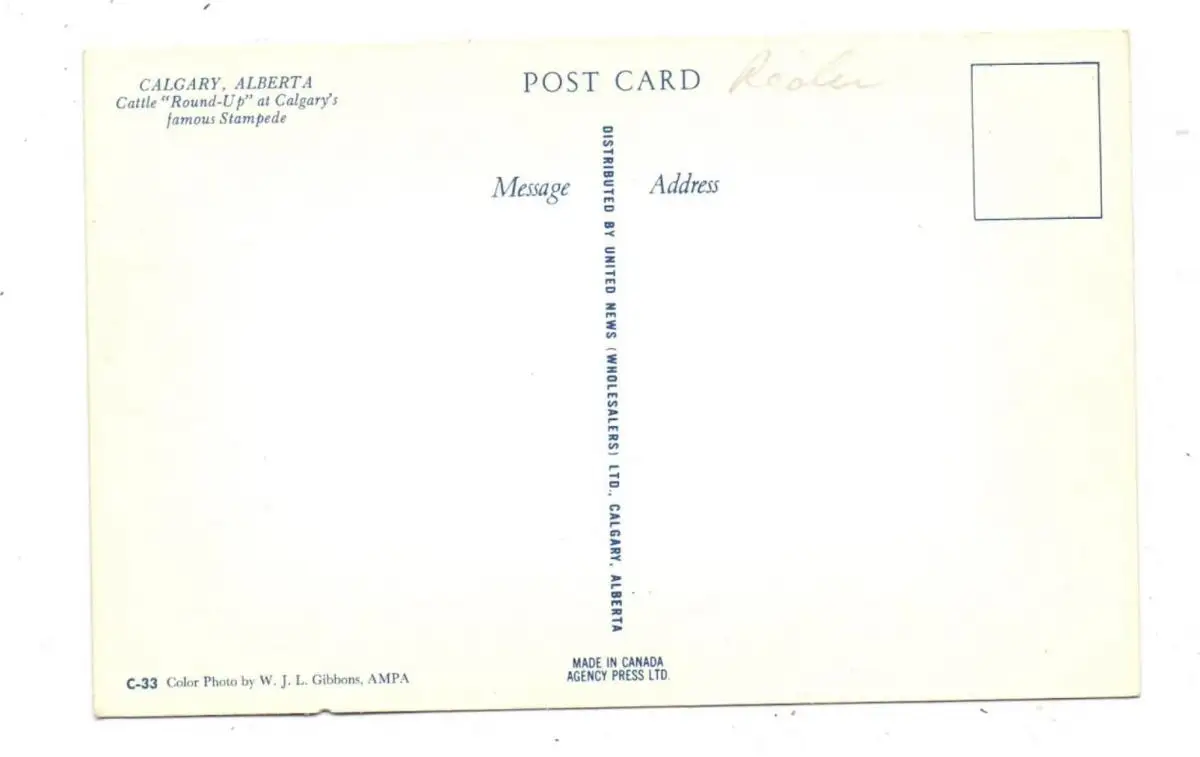 CALGARY, ALBERTA
Cattle "Round-Up" at Calgary's
famous Stampede
POST CARD
Message
Address
DISTRIBUTED BY UNITED NEWS (WHOLESALERS) LTD., CALGARY, ALBERTA
C-33 Color Photo by W. J. L. Gibbons, AMPA
MADE IN CANADA
AGENCY PRESS LTD.